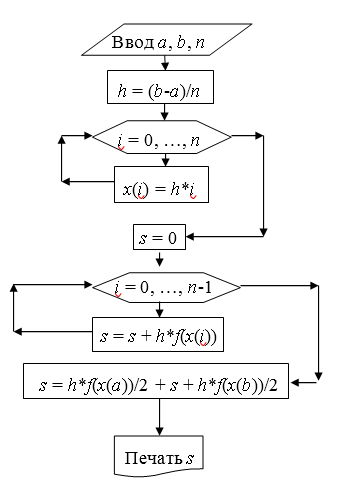 Ввод a, b, n
h = (b-a)/n
i = 0, …, n
x(i) = h*i
s = 0
i = 0, …, n-1
s = s + h*f(x(i))
s = h*f(x(a))/2 + s + h*f(x(b))/2
Печать s